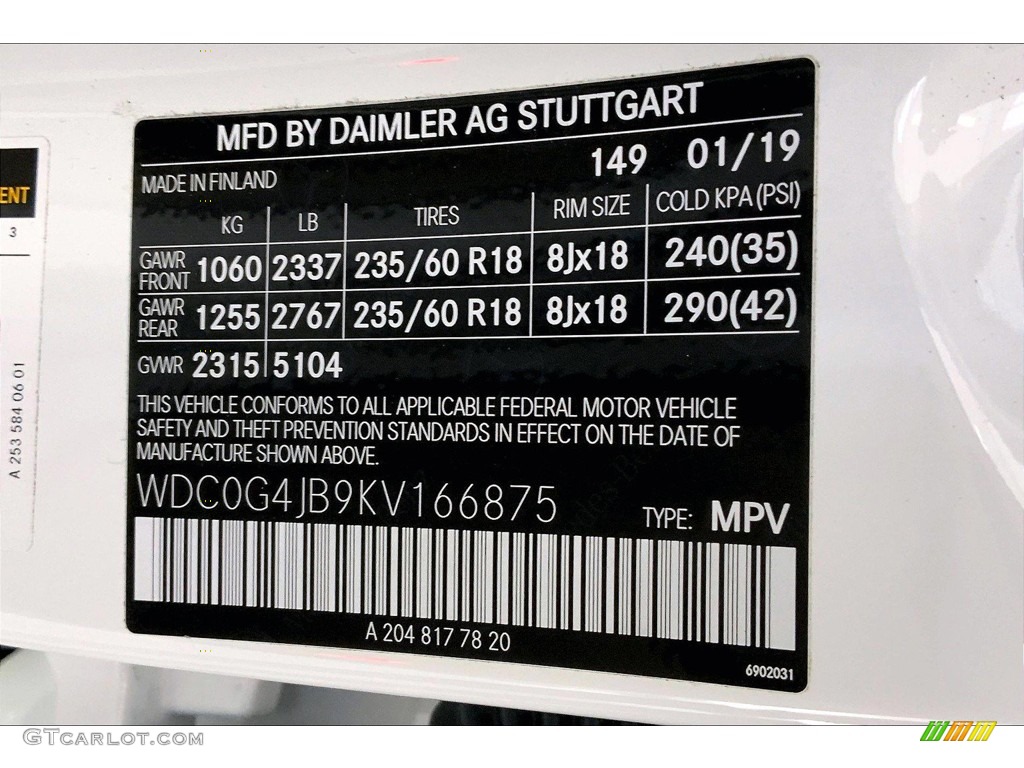 MFD BY DAIMLER AG STUTTGART
149 01/19
MADE IN FINLAND
KG LB TIRES RIM SIZE COLD KPA (PSI)
GAWR FRONT 1060 2337 235/60 R18 8Jx18 240(35)
GAWR REAR 1255 2767 235/60 R18 8Jx18 290(42)
GVWR 2315 5104
THIS VEHICLE CONFORMS TO ALL APPLICABLE FEDERAL MOTOR VEHICLE
SAFETY AND THEFT PREVENTION STANDARDS IN EFFECT ON THE DATE OF
MANUFACTURE SHOWN ABOVE.
WDC0G4JB9KV166875
TYPE: MPV
A 204 817 78 20
6902031
ENT
3
A 253 584 06 01
GTcarlot.com